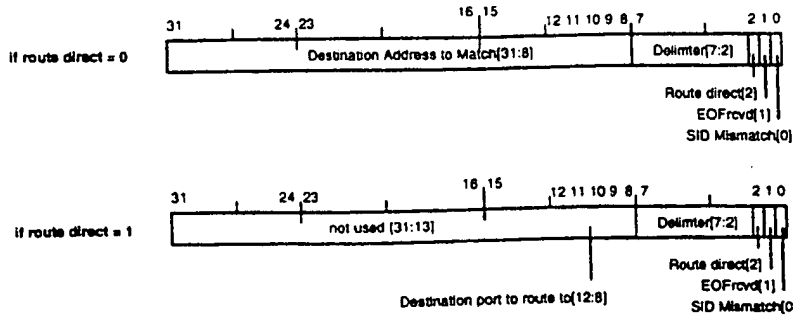 31 24 23 16 15 12 11 10 9 8 7 2 1 0
if route direct = 0 Destination Address to Match[31:8] Delimter[7:2]
Route direct[2]
EOFrcvd[1]
SID Mismatch[0]
31 24 23 16 15 12 11 10 9 8 7 2 1 0
if route direct = 1 not used [31:13] Delimter[7:2]
Route direct[2]
EOFrcvd[1]
Destination port to route to[12:8] SID Mismatch[0